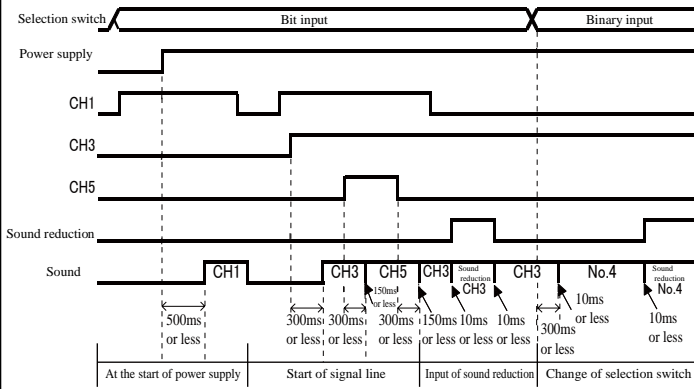 Selection switch
Bit input
Binary input
Power supply
CH1
CH3
CH5
Sound reduction
Sound
CH1
CH3
CH5
CH3
Sound reduction
CH3
CH3
No.4
Sound reduction
No.4
150ms
or less
500ms
or less
300ms
or less
300ms
or less
300ms
or less
150ms
or less
10ms
or less
10ms
or less
300ms
or less
10ms
or less
10ms
or less
At the start of power supply
Start of signal line
Input of sound reduction
Change of selection switch